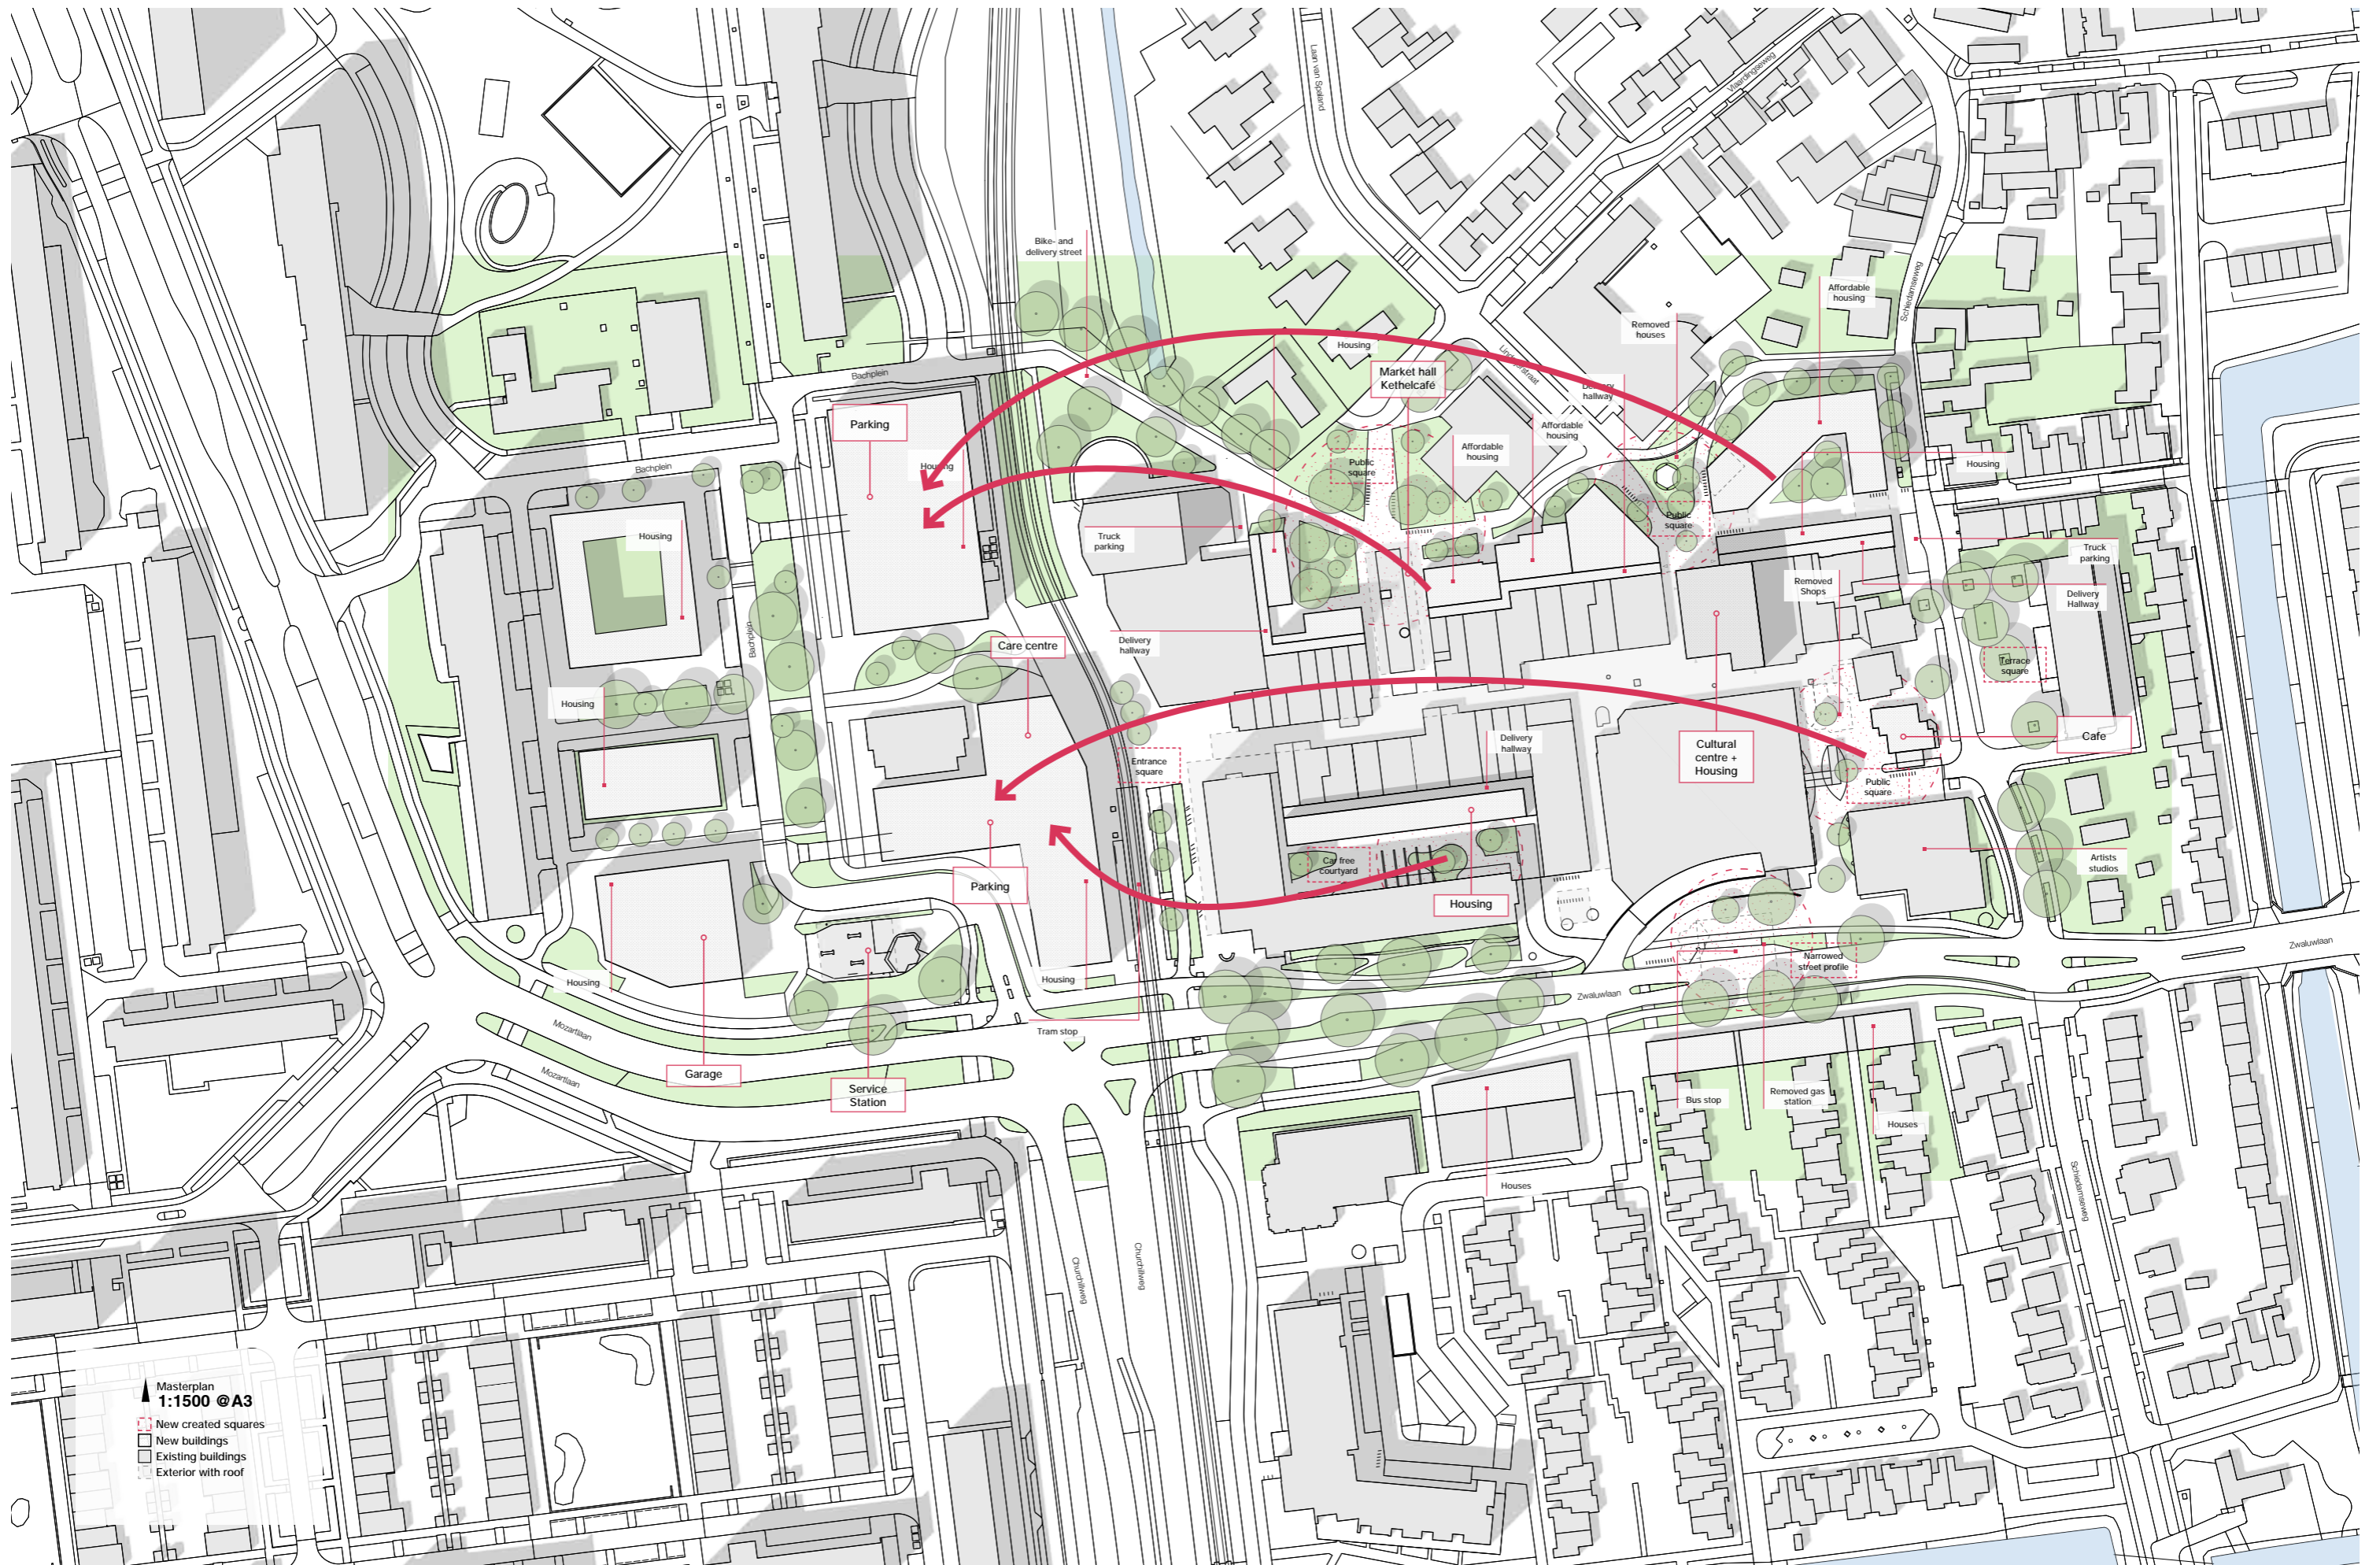 Laan van Spaland
Vlaardingseweg
Bike- and
delivery street
Schiedamseweg
Affordable
housing
Removed
houses
Housing
Lindeijerstraat
Market hall
Kethelcafé
Bachplein
Delivery
hallway
Parking
Affordable
housing
Affordable
housing
Housing
Public
square
Housing
Bachplein
Public
square
Housing
Truck
parking
Truck
parking
Removed
Shops
Delivery
Hallway
Bachplein
Care centre
Delivery
hallway
Terrace
square
Housing
Cafe
Delivery
hallway
Cultural
centre +
Housing
Entrance
square
Public
square
Car free
courtyard
Artists
studios
Parking
Housing
Zwaluwlaan
Narrowed
street profile
Housing
Housing
Zwaluwlaan
Mozartlaan
Tram stop
Garage
Mozartlaan
Service
Station
Bus stop
Removed gas
station
Houses
Houses
Schiedamseweg
Churchillweg
Churchillweg
Masterplan
1:1500 @A3
New created squares
New buildings
Existing buildings
Exterior with roof